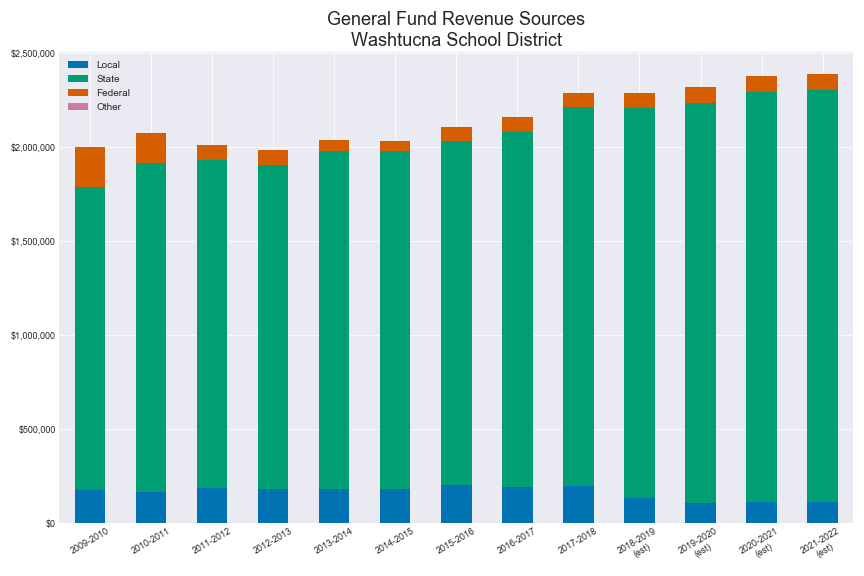 General Fund Revenue Sources
Washtucna School District
$2,500,000
$2,000,000
$1,500,000
$1,000,000
$500,000
$0
Local
State
Federal
Other
2009-2010
2010-2011
2011-2012
2012-2013
2013-2014
2014-2015
2015-2016
2016-2017
2017-2018
2018-2019
(est)
2019-2020
(est)
2020-2021
(est)
2021-2022
(est)